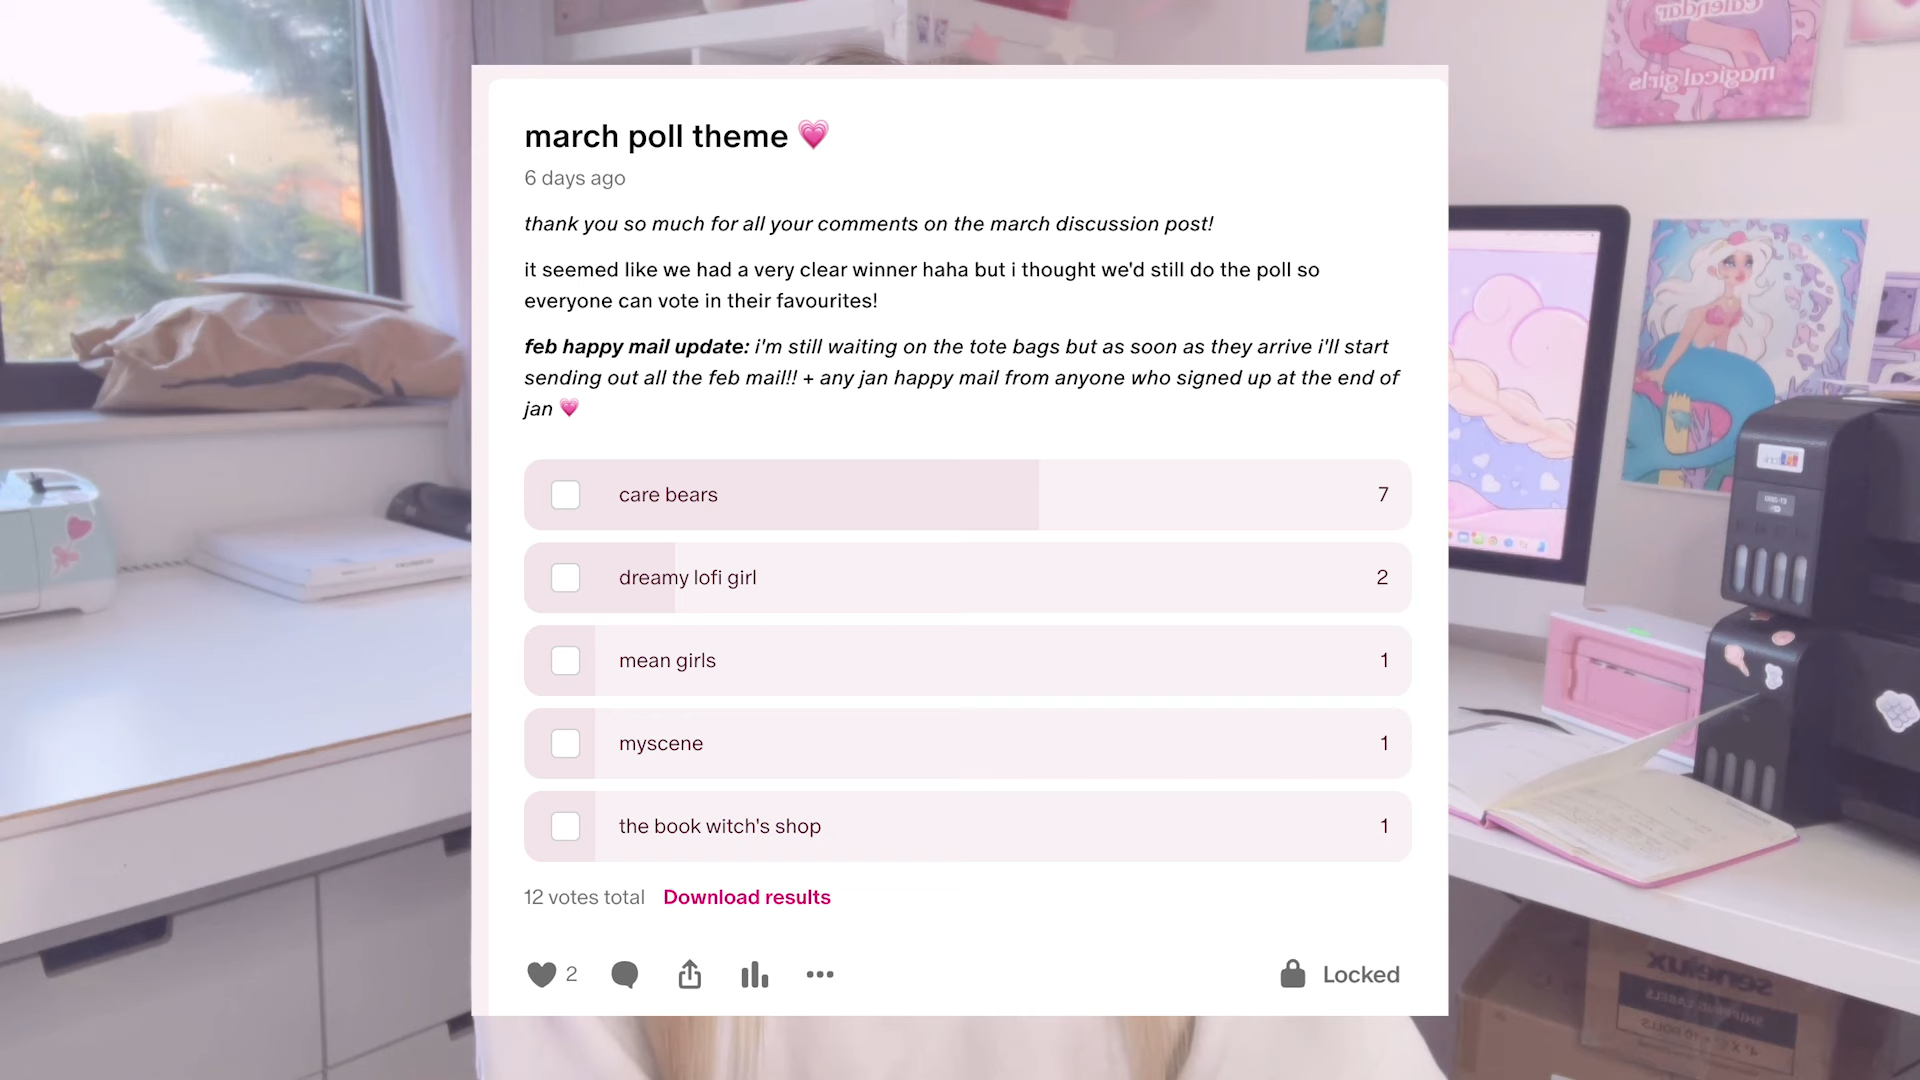 march poll theme 💗
6 days ago
thank you so much for all your comments on the march discussion post!
it seemed like we had a very clear winner haha but i thought we'd still do the poll so
everyone can vote in their favourites!
feb happy mail update: i'm still waiting on the tote bags but as soon as they arrive i'll start
sending out all the feb mail!! + any jan happy mail from anyone who signed up at the end of
jan 💗
care bears 7
dreamy lofi girl 2
mean girls 1
myscene 1
the book witch's shop 1
12 votes total Download results
2 Locked
calendar
magical girls
senelux